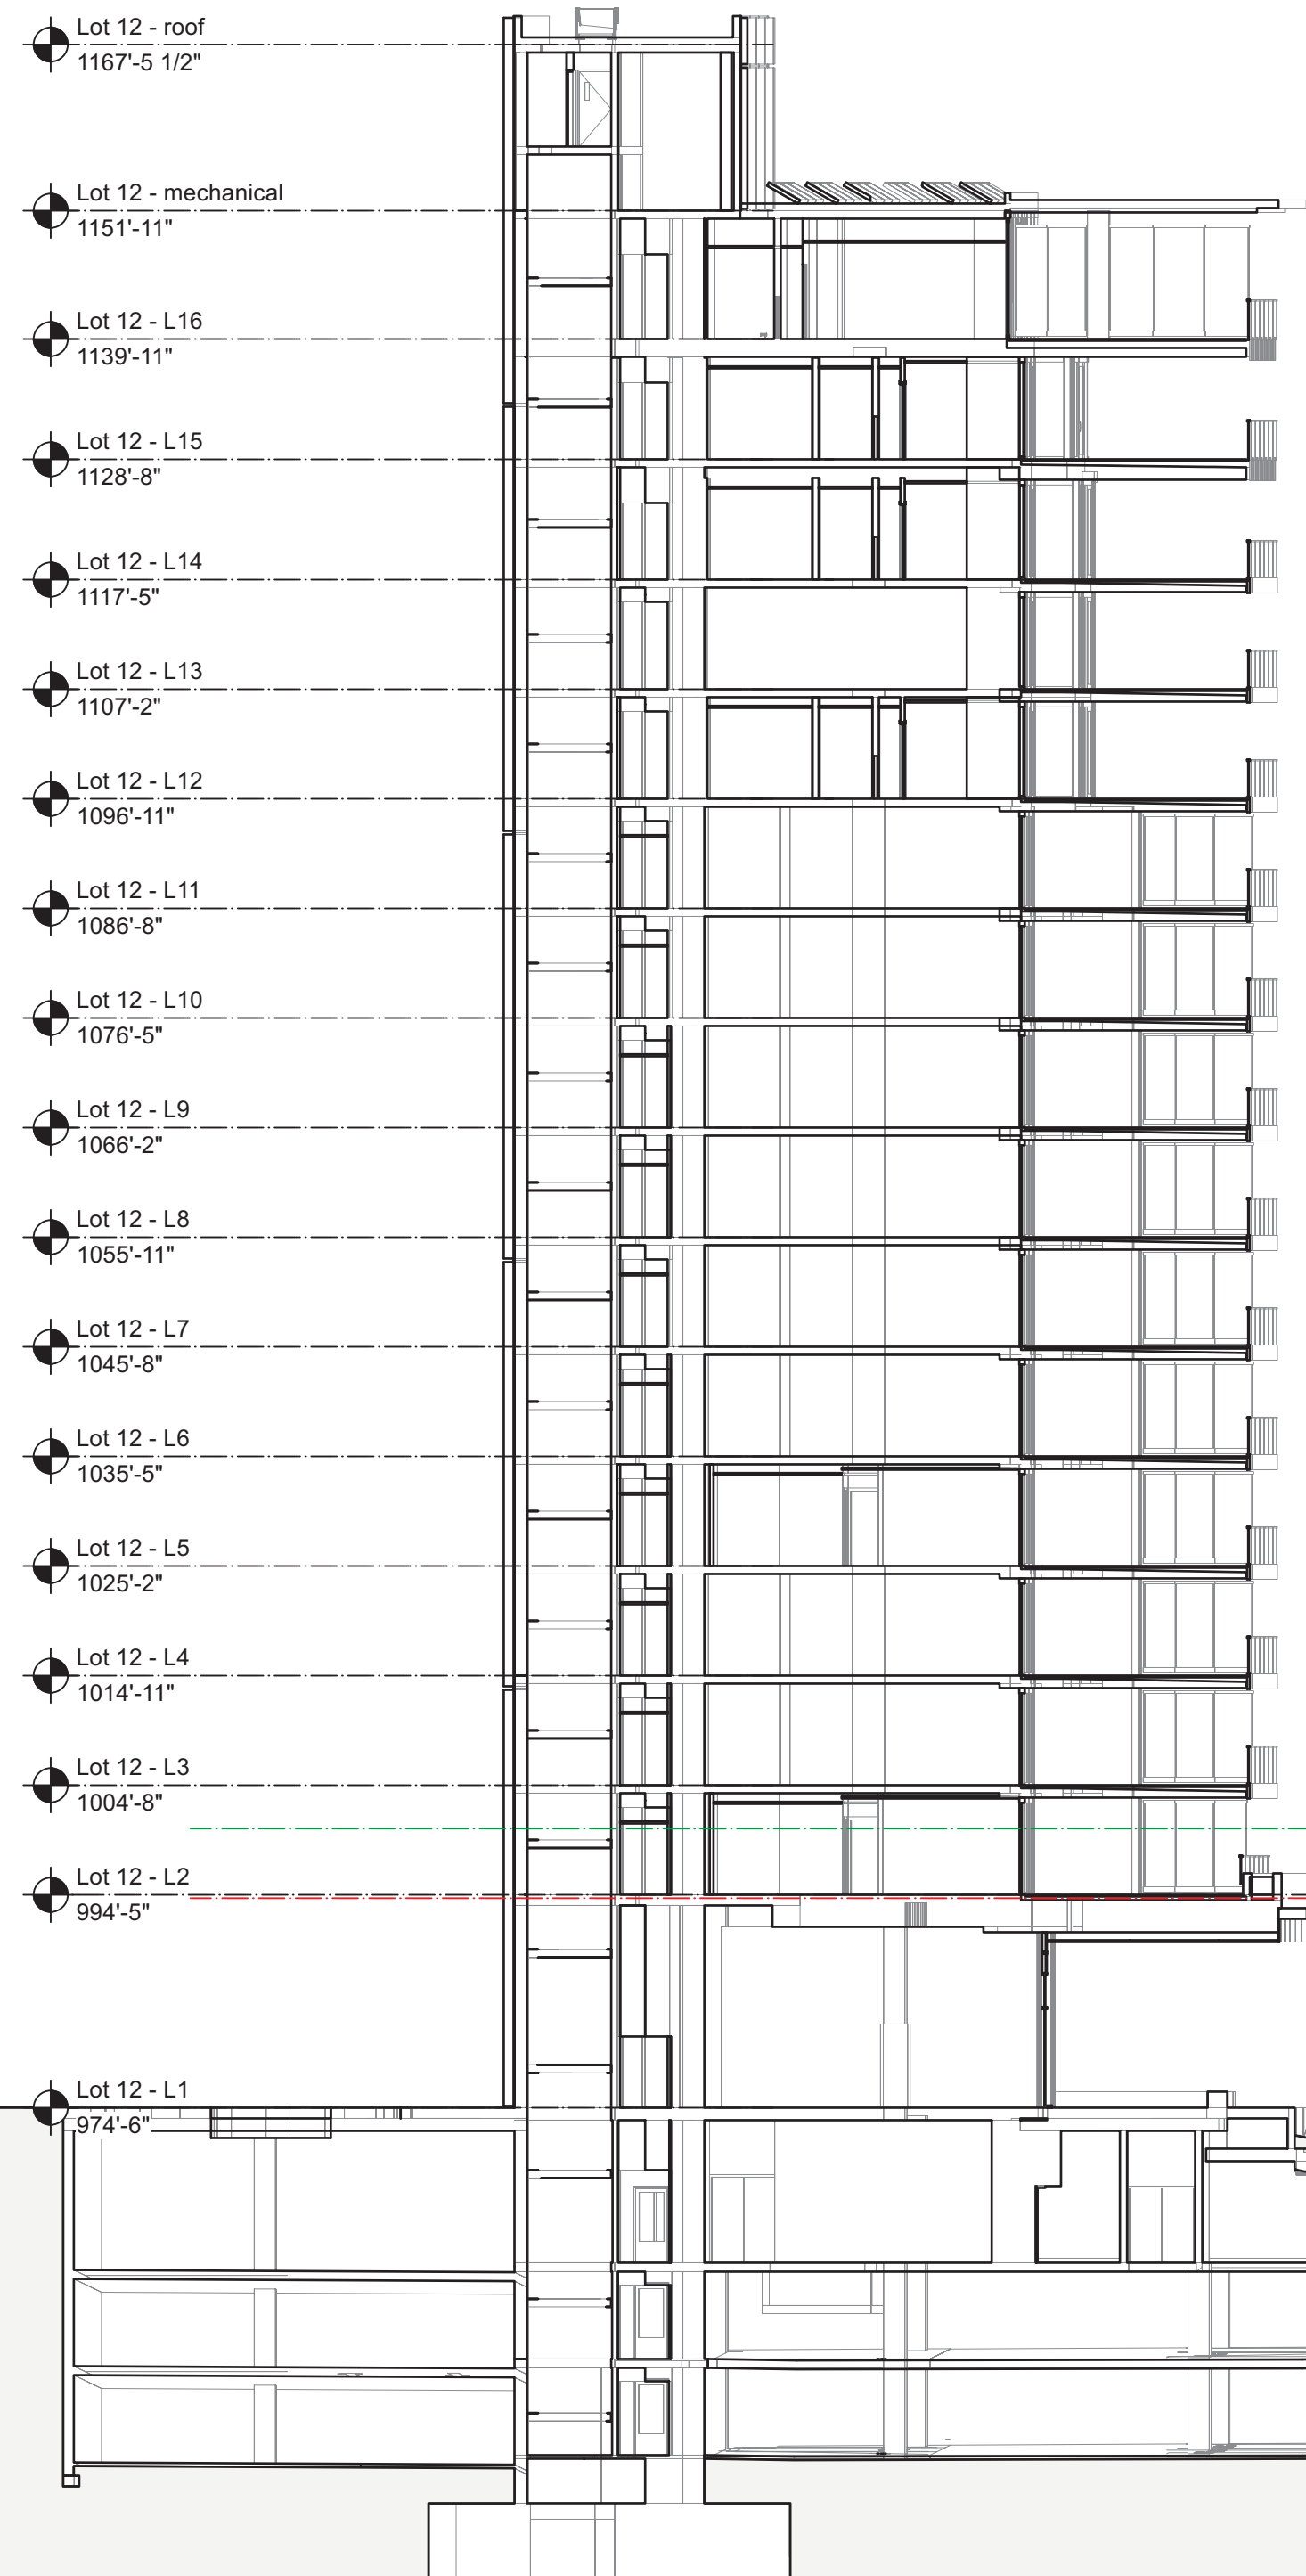 Lot 12 - roof
1167'-5 1/2"
Lot 12 - mechanical
1151'-11"
Lot 12 - L16
1139'-11"
Lot 12 - L15
1128'-8"
Lot 12 - L14
1117'-5"
Lot 12 - L13
1107'-2"
Lot 12 - L12
1096'-11"
Lot 12 - L11
1086'-8"
Lot 12 - L10
1076'-5"
Lot 12 - L9
1066'-2"
Lot 12 - L8
1055'-11"
Lot 12 - L7
1045'-8"
Lot 12 - L6
1035'-5"
Lot 12 - L5
1025'-2"
Lot 12 - L4
1014'-11"
Lot 12 - L3
1004'-8"
Lot 12 - L2
994'-5"
Lot 12 - L1
974'-6"